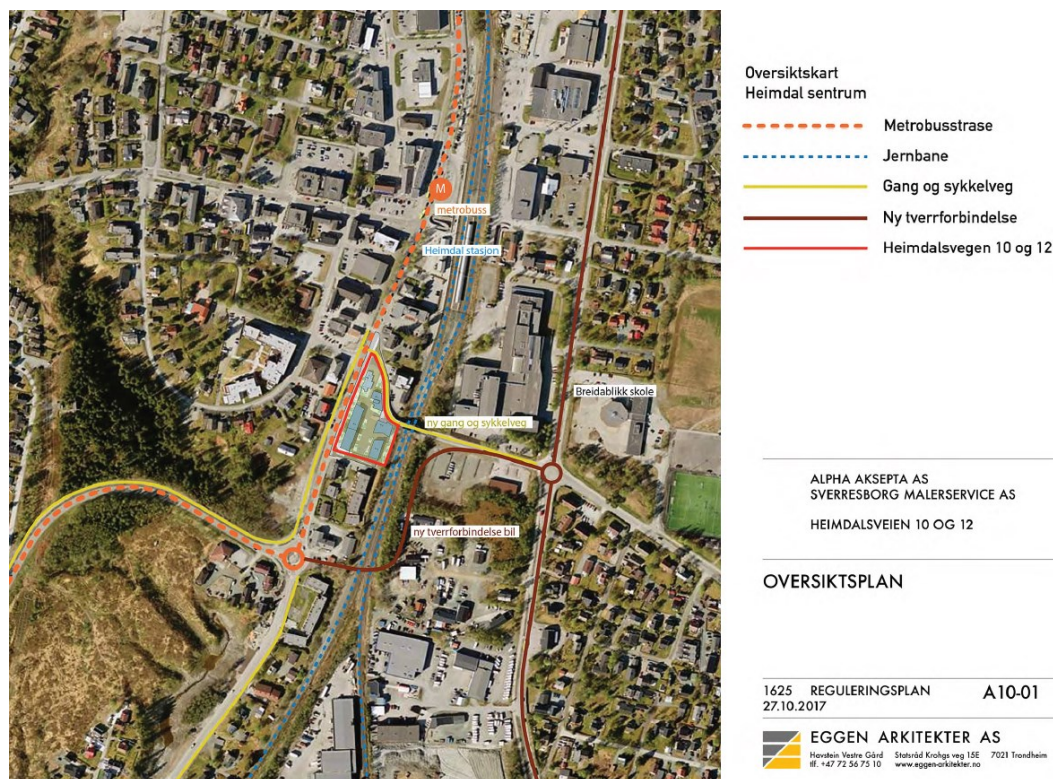 M
metrobuss
Heimdal stasjon
Breidablikk skole
ny gang og sykkelveg
ny tverrforbindelse bil
Oversiktskart
Heimdal sentrum
Metrobusstrase
Jernbane
Gang og sykkelveg
Ny tverrforbindelse
Heimdalsvegen 10 og 12
ALPHA AKSEPTA AS
SVERRESBORG MALERSERVICE AS
HEIMDALSVEIEN 10 OG 12
OVERSIKTSPLAN
1625 REGULERINGSPLAN A10-01
27.10.2017
EGGEN ARKITEKTER AS
Havstein Vestre Gård Statsråd Krohgs veg 15E 7021 Trondheim
tlf. +47 72 56 75 10 www.eggen-arkitekter.no